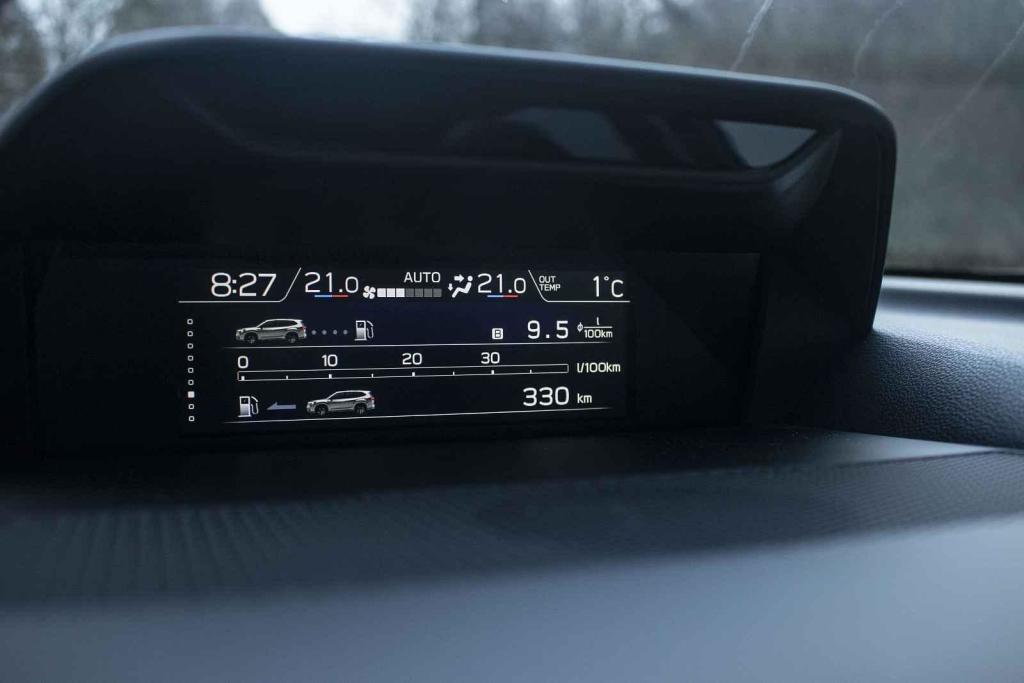 8:27 21.0 AUTO 21.0 OUT TEMP 1°C
B 9.5 ϕ l/100km
0 10 20 30 l/100km
330 km